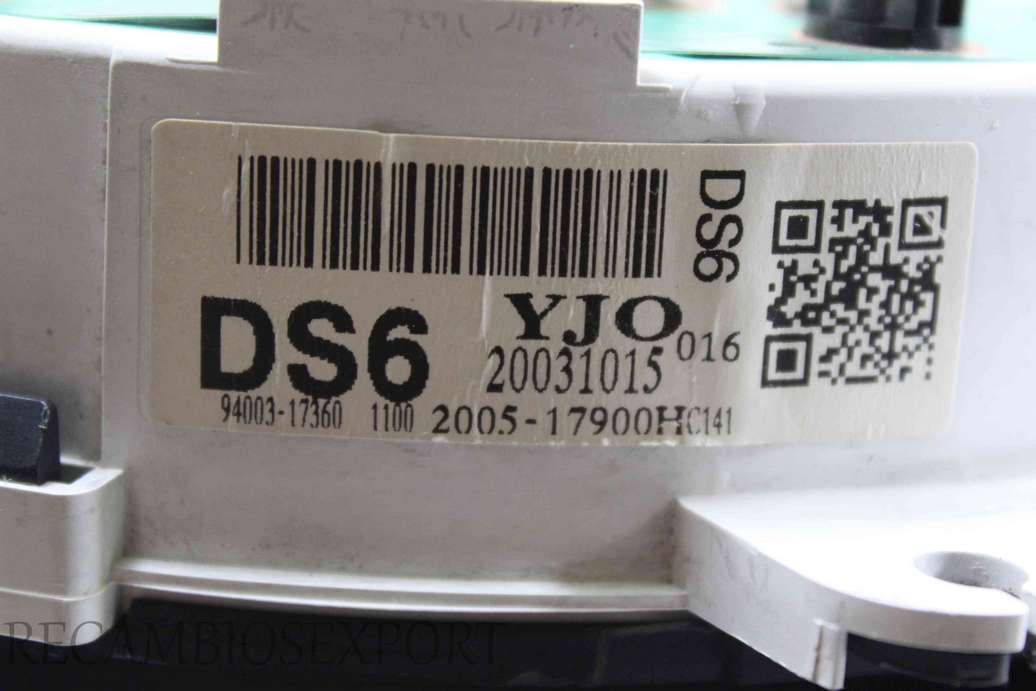 DS6
DS6
YJO
20031015 016
94003-17360 1100 2005-17900HC141
RECAMBIOSEXPORT